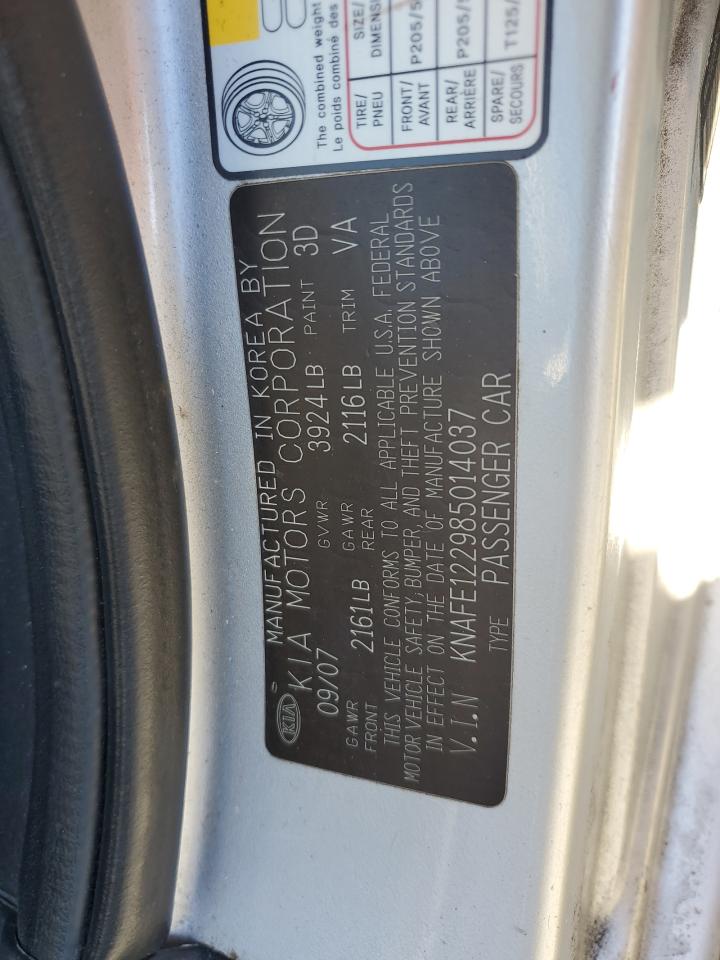 KIA
MANUFACTURED IN KOREA BY
KIA MOTORS CORPORATION
09/07 GVWR 3924LB PAINT 3D
GAWR FRONT 2161LB GAWR REAR 2116LB TRIM VA
THIS VEHICLE CONFORMS TO ALL APPLICABLE U.S.A. FEDERAL
MOTOR VEHICLE SAFETY, BUMPER, AND THEFT PREVENTION STANDARDS
IN EFFECT ON THE DATE OF MANUFACTURE SHOWN ABOVE
V.I.N KNAFE122985014037
TYPE PASSENGER CAR
The combined weight
Le poids combiné des
TIRE/
PNEU
SIZE/
FRONT/
AVANT
P205/
REAR/
ARRIÈRE
P205/
SPARE/
SECOURS
T125/